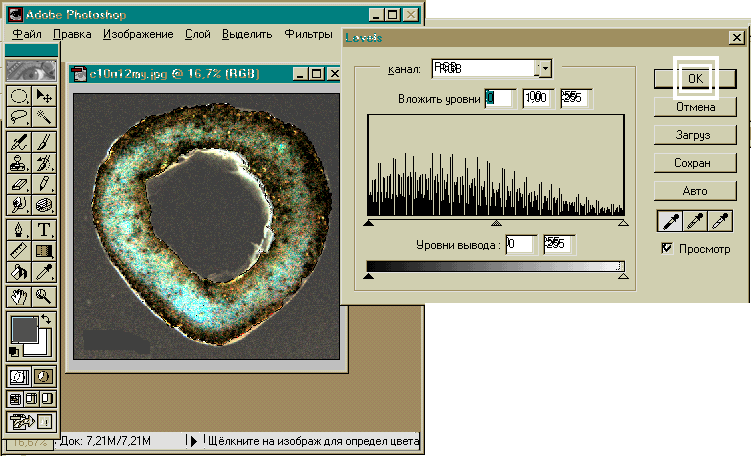 Adobe Photoshop
Файл Правка Изображение Слой Выделить Фильтры
Levels
c10n12my.jpg @ 16,7% (RGB)
канал: RGB
Вложить уровни 0 1,00 255
Уровни вывода : 0 255
OK
Отмена
Загруз
Сохран
Авто
Просмотр
16,67% Док: 7,21M/7,21M Щёлкните на изображ для определ цвета